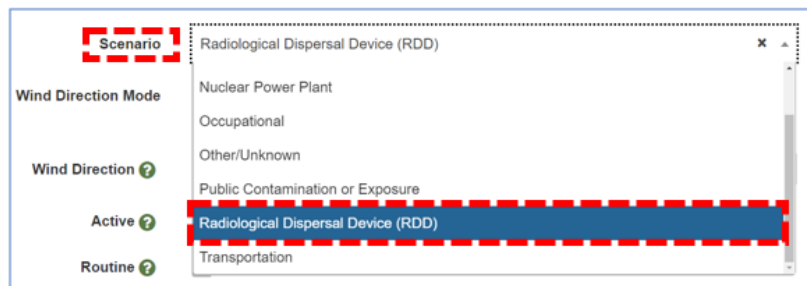 Scenario
Radiological Dispersal Device (RDD) ×
Nuclear Power Plant
Wind Direction Mode
Occupational
Other/Unknown
Wind Direction ?
Public Contamination or Exposure
Active ?
Radiological Dispersal Device (RDD)
Transportation
Routine ?